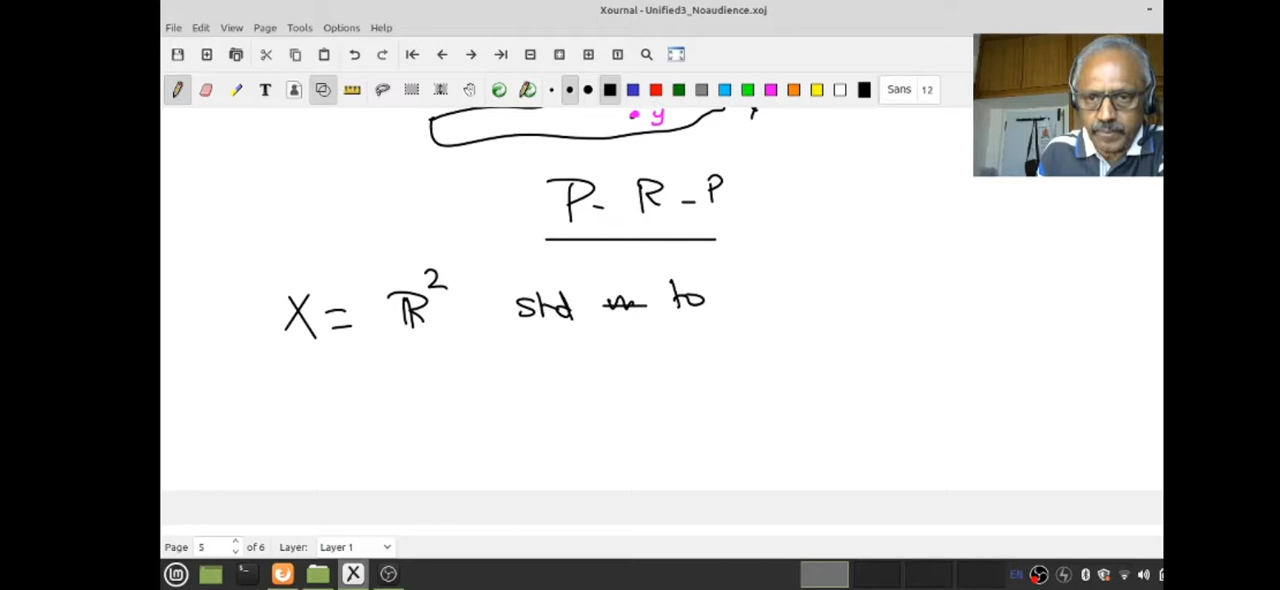 Xournal - Unified3_Noaudience.xoj
File Edit View Page Tools Options Help
Sans 12
y
P - R - P
X = ℝ² std to
Page 5 of 6 Layer: Layer 1
EN